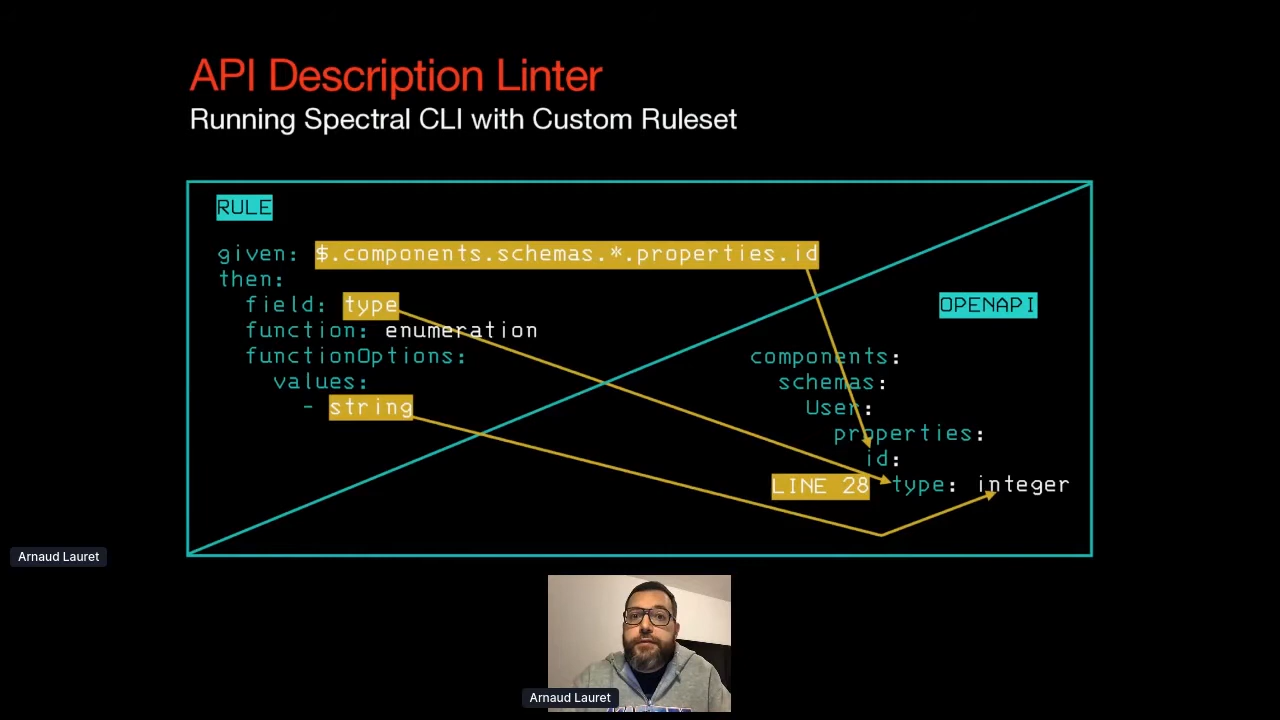 API Description Linter
Running Spectral CLI with Custom Ruleset
RULE
given: $.components.schemas.*.properties.id
then:
field: type
function: enumeration
functionOptions:
values:
- string
OPENAPI
components:
schemas:
User:
properties:
id:
LINE 28 type: integer
Arnaud Lauret
Arnaud Lauret